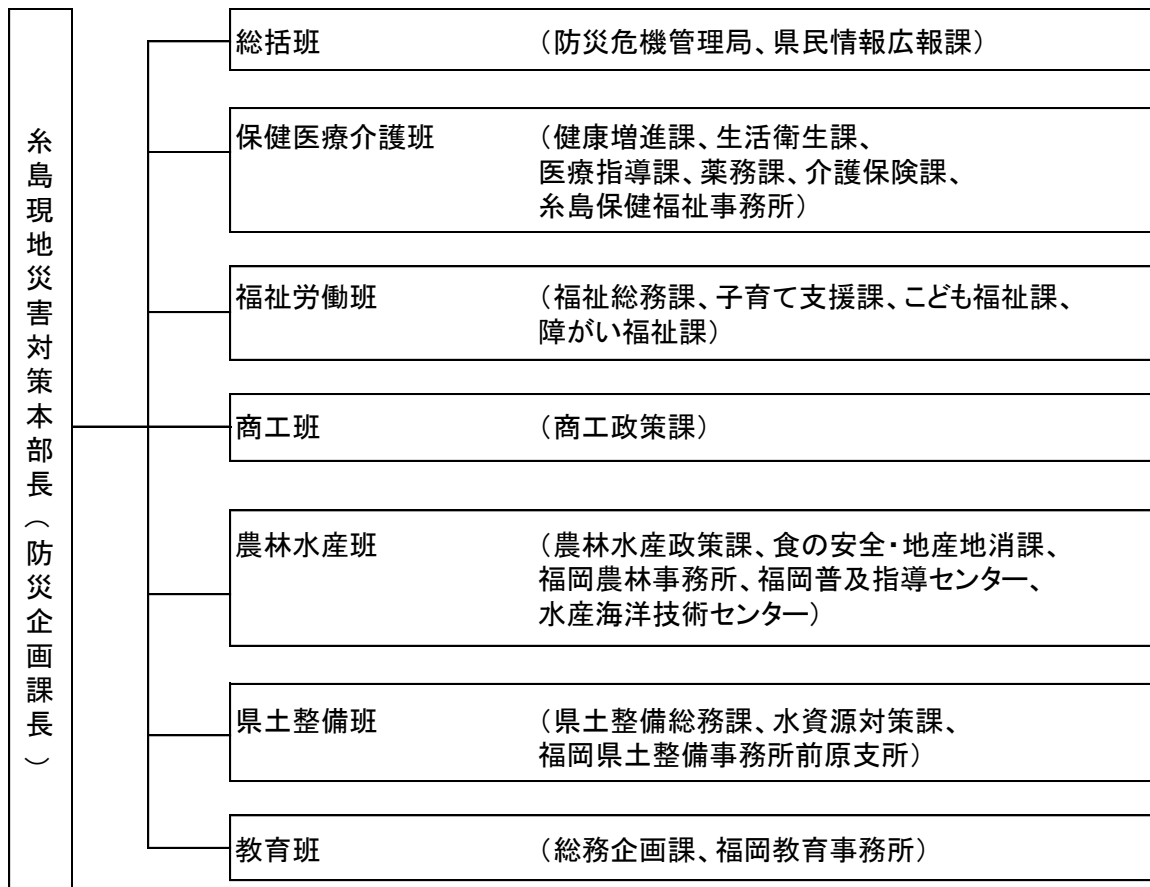 糸島現地災害対策本部長（防災企画課長）
総括班　（防災危機管理局、県民情報広報課）
保健医療介護班　（健康増進課、生活衛生課、
医療指導課、薬務課、介護保険課、
糸島保健福祉事務所）
福祉労働班　（福祉総務課、子育て支援課、こども福祉課、
障がい福祉課）
商工班　（商工政策課）
農林水産班　（農林水産政策課、食の安全・地産地消課、
福岡農林事務所、福岡普及指導センター、
水産海洋技術センター）
県土整備班　（県土整備総務課、水資源対策課、
福岡県土整備事務所前原支所）
教育班　（総務企画課、福岡教育事務所）